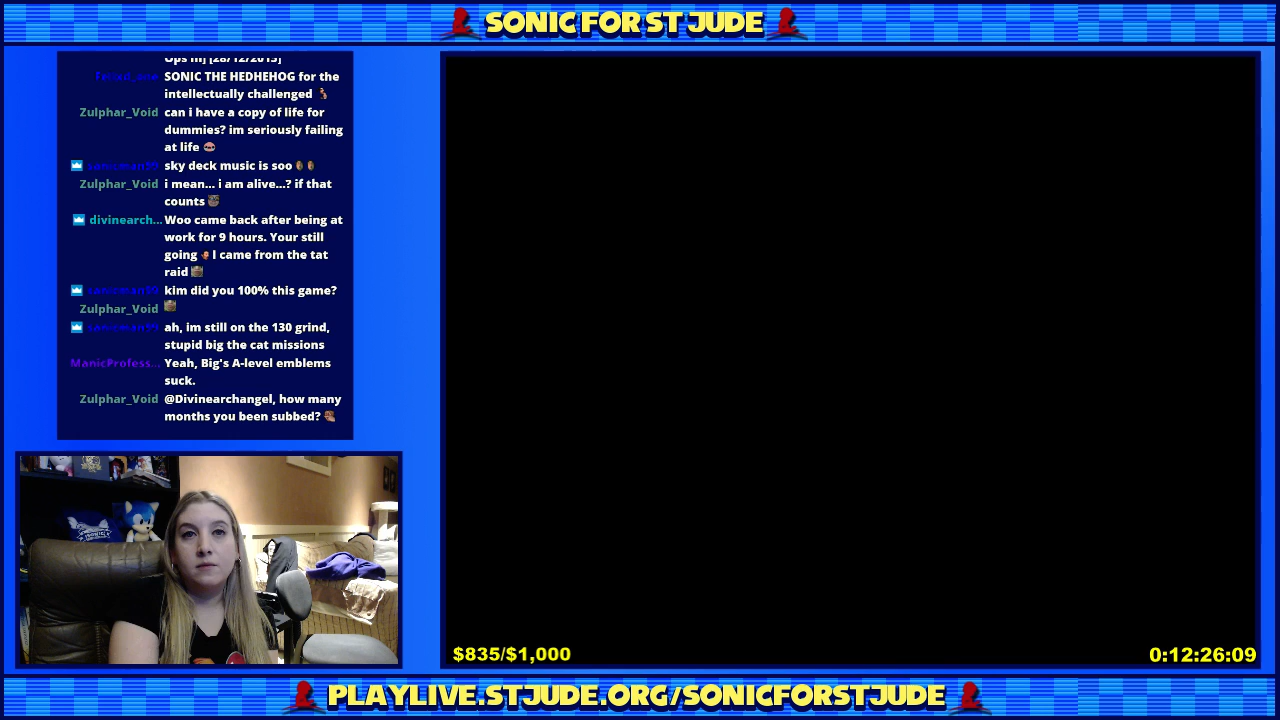 SONIC FOR ST JUDE
SONIC THE HEDHEHOG for the
intellectually challenged
Zulphar_Void can i have a copy of life for
dummies? im seriously failing
at life
sanicman99 sky deck music is soo
Zulphar_Void i mean... i am alive...? if that
counts
divinearch... Woo came back after being at
work for 9 hours. Your still
going I came from the tat
raid
sanicman99 kim did you 100% this game?
Zulphar_Void
sanicman99 ah, im still on the 130 grind,
stupid big the cat missions
ManicProfess... Yeah, Big's A-level emblems
suck.
Zulphar_Void @Divinearchangel, how many
months you been subbed?
$835/$1,000
0:12:26:09
PLAYLIVE.STJUDE.ORG/SONICFORSTJUDE